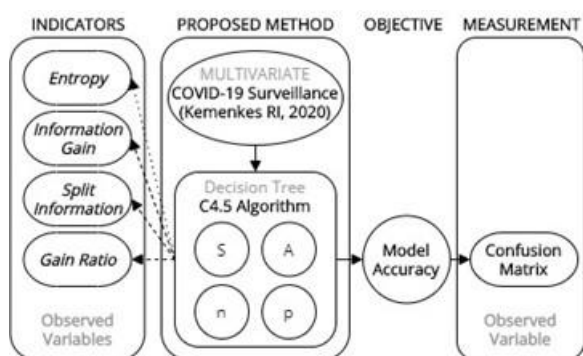 INDICATORS
PROPOSED METHOD
OBJECTIVE
MEASUREMENT
Entropy
Information
Gain
Split
Information
Gain Ratio
Observed
Variables
MULTIVARIATE
COVID-19 Surveillance
(Kemenkes RI, 2020)
Decision Tree
C4.5 Algorithm
S
A
n
p
Model
Accuracy
Confusion
Matrix
Observed
Variable